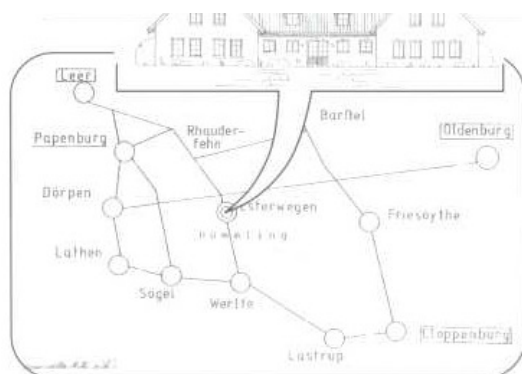 Leer
Barßel
Rhauder-
fehn
Oldenburg
Papenburg
Dörpen
Esterwegen
Friesoythe
Hümmling
Lathen
Sögel
Werlte
Lastrup
Cloppenburg